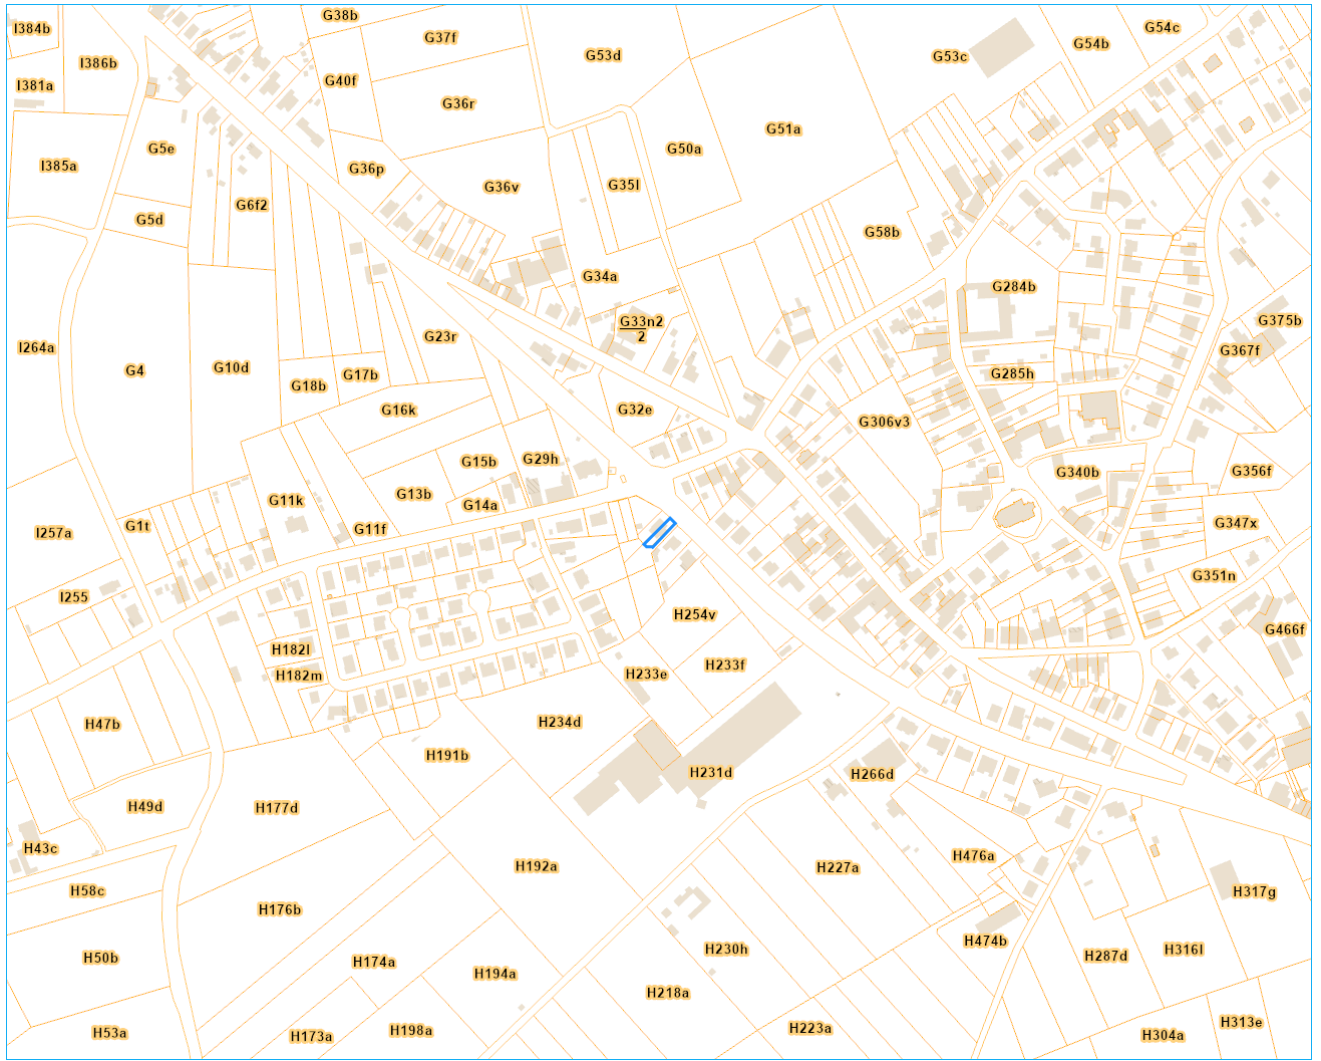 G38b
I384b
G37f
G54c
G54b
G53d
G53c
I386b
G40f
I381a
G36r
G51a
G5e
G50a
I385a
G36p
G36v
G35l
G6f2
G5d
G58b
G34a
G284b
G33n2
2
G375b
G23r
I264a
G367f
G4
G10d
G18b
G17b
G285h
G16k
G32e
G306v3
G15b
G29h
G340b
G356f
G13b
G11k
G14a
G1t
G11f
G347x
I257a
G351n
I255
H254v
G466f
H182l
H233f
H182m
H233e
H47b
H234d
H191b
H231d
H266d
H49d
H177d
H43c
H476a
H192a
H227a
H58c
H317g
H176b
H474b
H230h
H316l
H50b
H287d
H174a
H194a
H218a
H313e
H53a
H198a
H223a
H173a
H304a